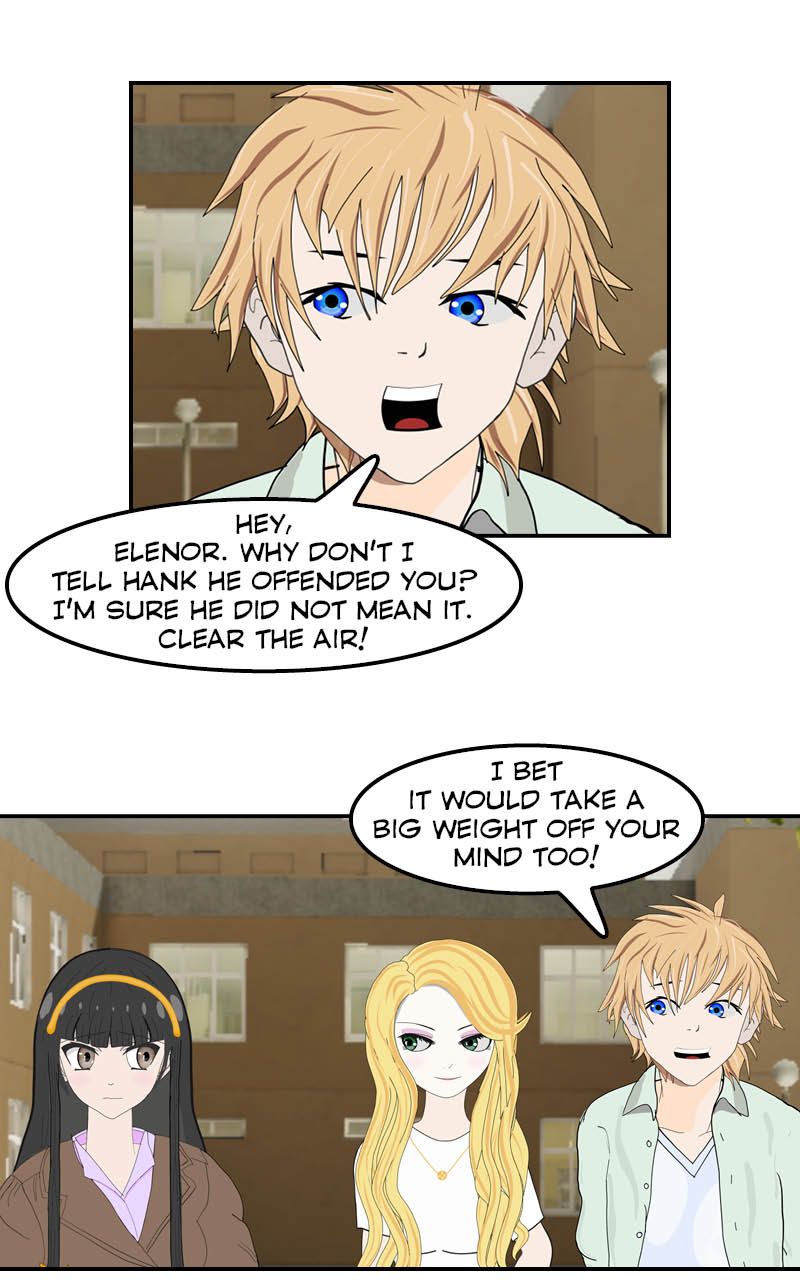 HEY,
ELENOR. WHY DON'T I
TELL HANK HE OFFENDED YOU?
I'M SURE HE DID NOT MEAN IT.
CLEAR THE AIR!
I BET
IT WOULD TAKE A
BIG WEIGHT OFF YOUR
MIND TOO!